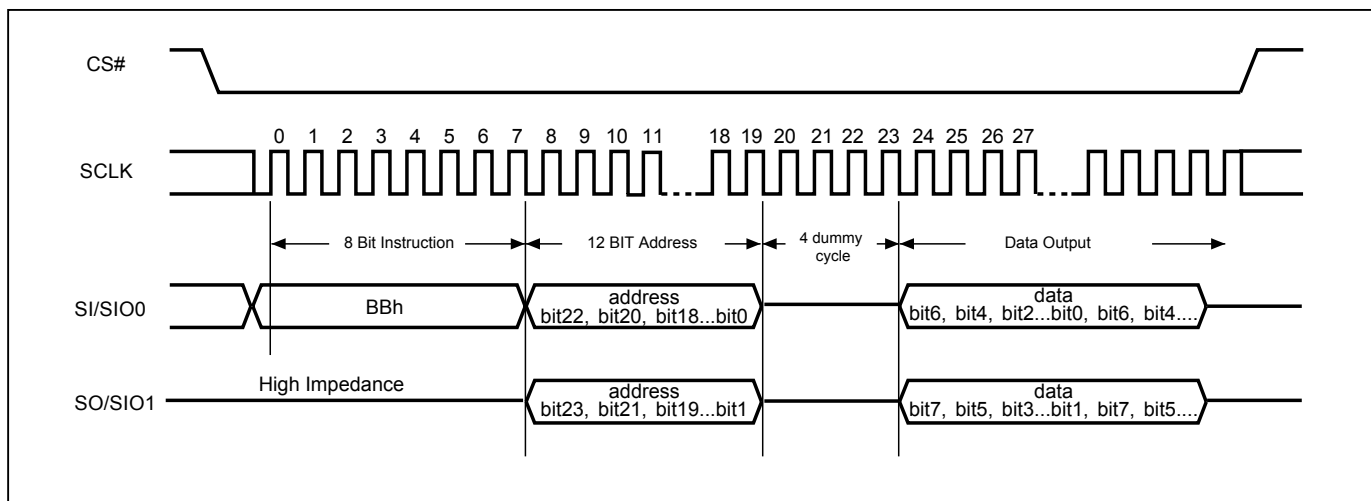 CS#
0 1 2 3 4 5 6 7 8 9 10 11 18 19 20 21 22 23 24 25 26 27
SCLK
8 Bit Instruction
12 BIT Address
4 dummy
cycle
Data Output
SI/SIO0
BBh
address
bit22, bit20, bit18...bit0
data
bit6, bit4, bit2...bit0, bit6, bit4....
High Impedance
SO/SIO1
address
bit23, bit21, bit19...bit1
data
bit7, bit5, bit3...bit1, bit7, bit5....